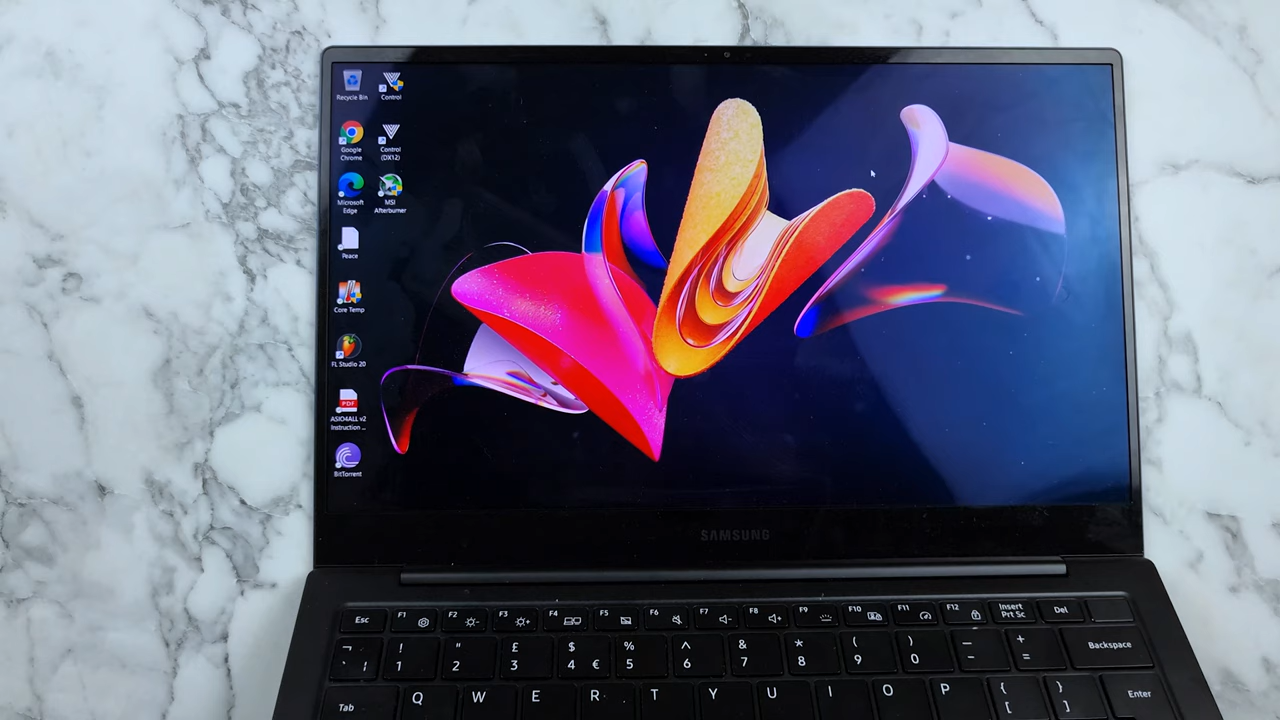 Recycle Bin
Control
Google
Chrome
Control
(DX12)
Microsoft
Edge
MSI
Afterburner
Peace
Core Temp
FL Studio 20
PDF
ASIO4ALL v2
Instruction ...
BitTorrent
SAMSUNG
Esc F1 F2 F3 F4 F5 F6 F7 F8 F9 F10 F11 F12 Insert Del
Prt Sc
¬ ! " £ $ % ^ & * ( ) _ + Backspace
` ¦ 1 2 3 4 € 5 6 7 8 9 0 - =
Tab Q W E R T Y U I O P { } Enter
[ ]